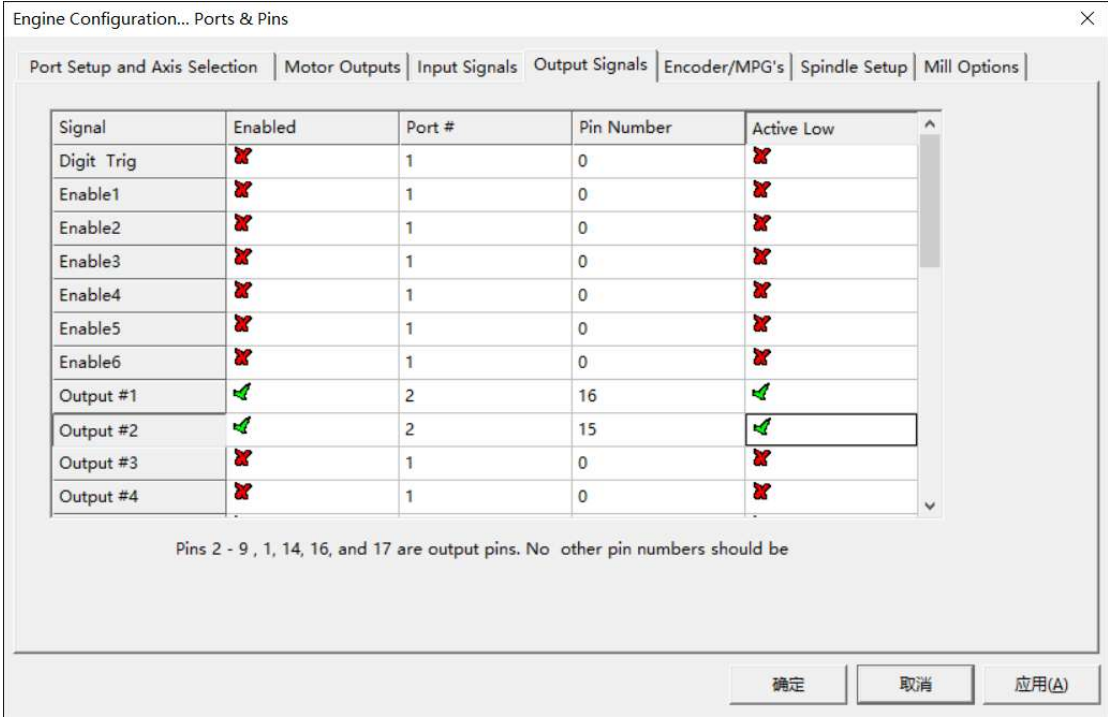 Engine Configuration... Ports & Pins
Port Setup and Axis Selection Motor Outputs Input Signals Output Signals Encoder/MPG's Spindle Setup Mill Options
Signal Enabled Port # Pin Number Active Low
Digit Trig 1 0
Enable1 1 0
Enable2 1 0
Enable3 1 0
Enable4 1 0
Enable5 1 0
Enable6 1 0
Output #1 2 16
Output #2 2 15
Output #3 1 0
Output #4 1 0
Pins 2 - 9 , 1, 14, 16, and 17 are output pins. No other pin numbers should be
确定 取消 应用(A)